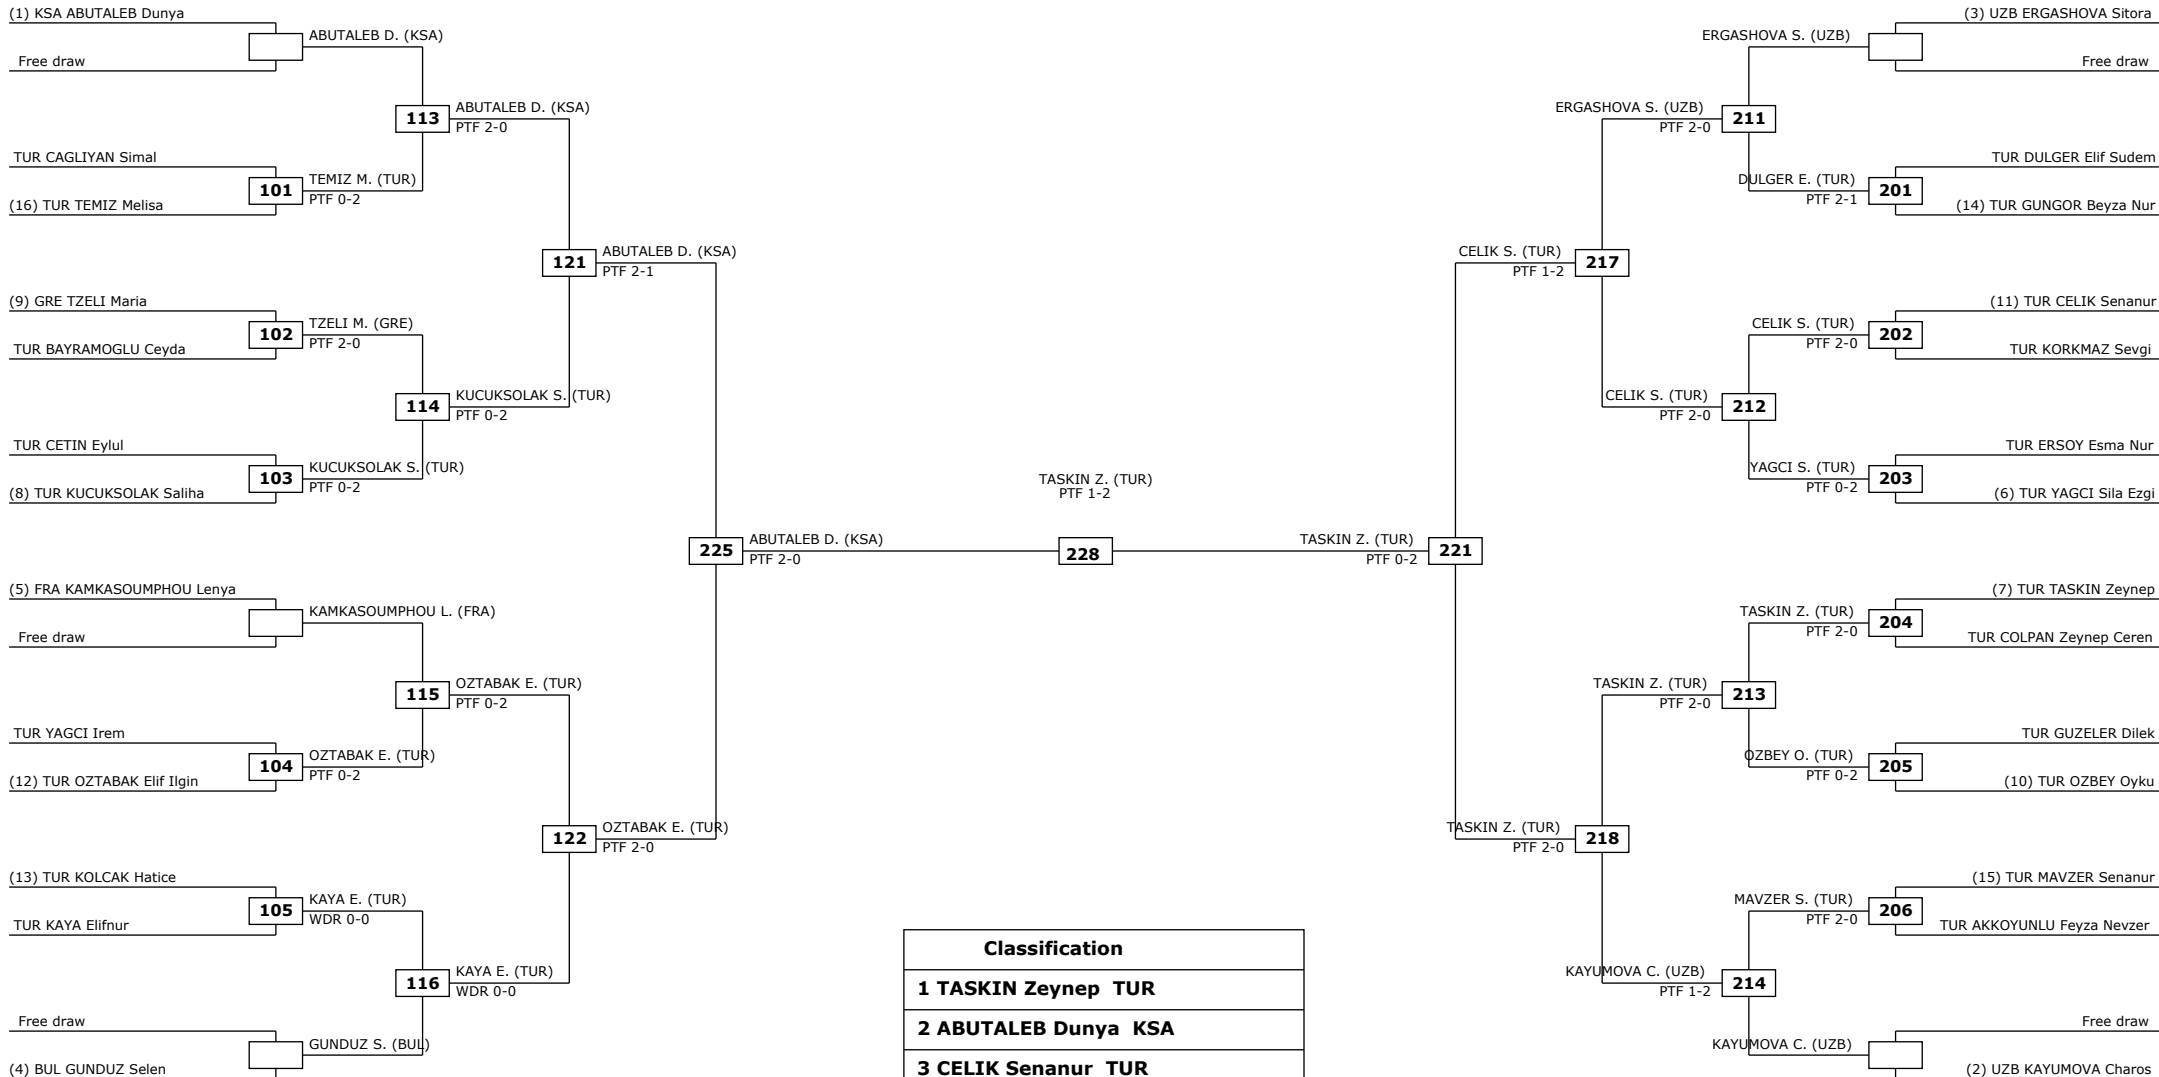 (1) KSA ABUTALEB Dunya
ABUTALEB D. (KSA)
Free draw
ABUTALEB D. (KSA)
113
PTF 2-0
TUR CAGLIYAN Simal
TEMIZ M. (TUR)
101
PTF 0-2
(16) TUR TEMIZ Melisa
ABUTALEB D. (KSA)
121
PTF 2-1
(9) GRE TZELI Maria
TZELI M. (GRE)
102
PTF 2-0
TUR BAYRAMOGLU Ceyda
KUCUKSOLAK S. (TUR)
114
PTF 0-2
TUR CETIN Eylul
KUCUKSOLAK S. (TUR)
103
PTF 0-2
(8) TUR KUCUKSOLAK Saliha
ABUTALEB D. (KSA)
225
PTF 2-0
(5) FRA KAMKASOUMPHOU Lenya
KAMKASOUMPHOU L. (FRA)
Free draw
OZTABAK E. (TUR)
115
PTF 0-2
TUR YAGCI Irem
OZTABAK E. (TUR)
104
PTF 0-2
(12) TUR OZTABAK Elif Ilgin
OZTABAK E. (TUR)
122
PTF 2-0
(13) TUR KOLCAK Hatice
KAYA E. (TUR)
105
WDR 0-0
TUR KAYA Elifnur
KAYA E. (TUR)
116
WDR 0-0
Free draw
GUNDUZ S. (BUL)
(4) BUL GUNDUZ Selen
TASKIN Z. (TUR)
PTF 1-2
228
(3) UZB ERGASHOVA Sitora
ERGASHOVA S. (UZB)
Free draw
ERGASHOVA S. (UZB)
211
PTF 2-0
TUR DULGER Elif Sudem
DULGER E. (TUR)
201
PTF 2-1
(14) TUR GUNGOR Beyza Nur
CELIK S. (TUR)
217
PTF 1-2
(11) TUR CELIK Senanur
CELIK S. (TUR)
202
PTF 2-0
TUR KORKMAZ Sevgi
CELIK S. (TUR)
212
PTF 2-0
TUR ERSOY Esma Nur
YAGCI S. (TUR)
203
PTF 0-2
(6) TUR YAGCI Sila Ezgi
TASKIN Z. (TUR)
221
PTF 0-2
(7) TUR TASKIN Zeynep
TASKIN Z. (TUR)
204
PTF 2-0
TUR COLPAN Zeynep Ceren
TASKIN Z. (TUR)
213
PTF 2-0
TUR GUZELER Dilek
OZBEY O. (TUR)
205
PTF 0-2
(10) TUR OZBEY Oyku
TASKIN Z. (TUR)
218
PTF 2-0
(15) TUR MAVZER Senanur
MAVZER S. (TUR)
206
PTF 2-0
TUR AKKOYUNLU Feyza Nevzer
KAYUMOVA C. (UZB)
214
PTF 1-2
Free draw
KAYUMOVA C. (UZB)
(2) UZB KAYUMOVA Charos
Classification
1 TASKIN Zeynep TUR
2 ABUTALEB Dunya KSA
3 CELIK Senanur TUR